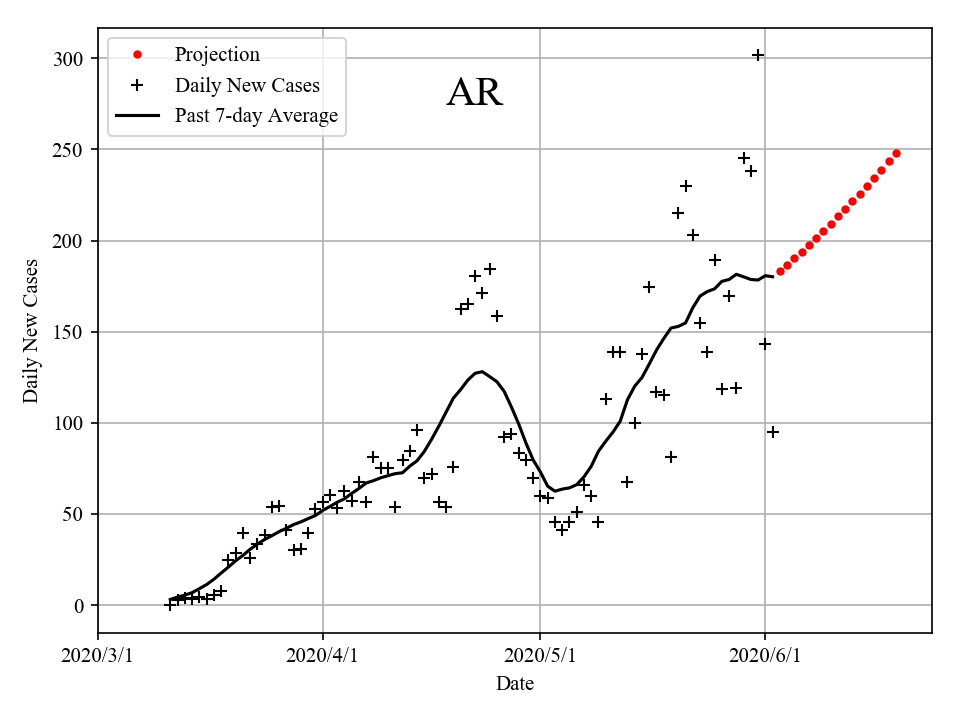 AR
Projection
Daily New Cases
Past 7-day Average
Daily New Cases
300
250
200
150
100
50
0
2020/3/1
2020/4/1
2020/5/1
2020/6/1
Date